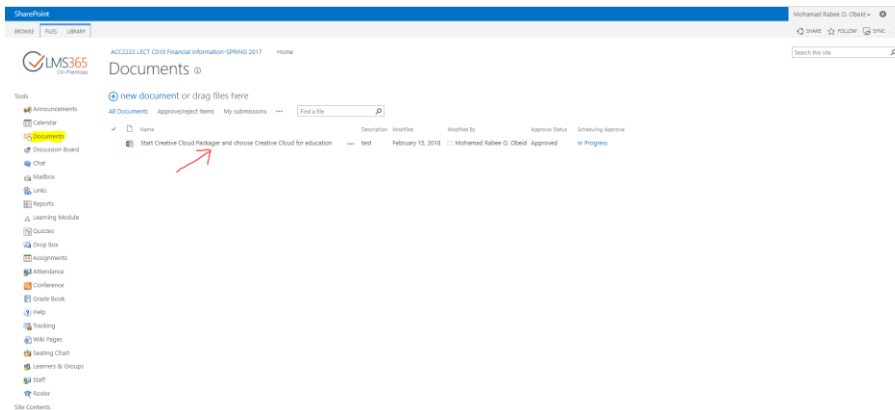 SharePoint
Mohamad Rabee O. Obeid
BROWSE FILES LIBRARY
SHARE FOLLOW SYNC
LMS365
On-Premises
ACC2222 LECT C010 Financial Information-SPRING 2017 Home
Documents
Search this site
Tools
Announcements
Calendar
Documents
Discussion Board
Chat
Mailbox
Links
Reports
Learning Module
Quizzes
Drop Box
Assignments
Attendance
Conference
Grade Book
Help
Tracking
Wiki Pages
Seating Chart
Learners & Groups
Staff
Roster
Site Contents
new document or drag files here
All Documents Approve/reject Items My submissions ··· Find a file
Name Description Modified Modified By Approval Status Scheduling Approval
Start Creative Cloud Packager and choose Creative Cloud for education ... test February 15, 2018 Mohamad Rabee O. Obeid Approved In Progress